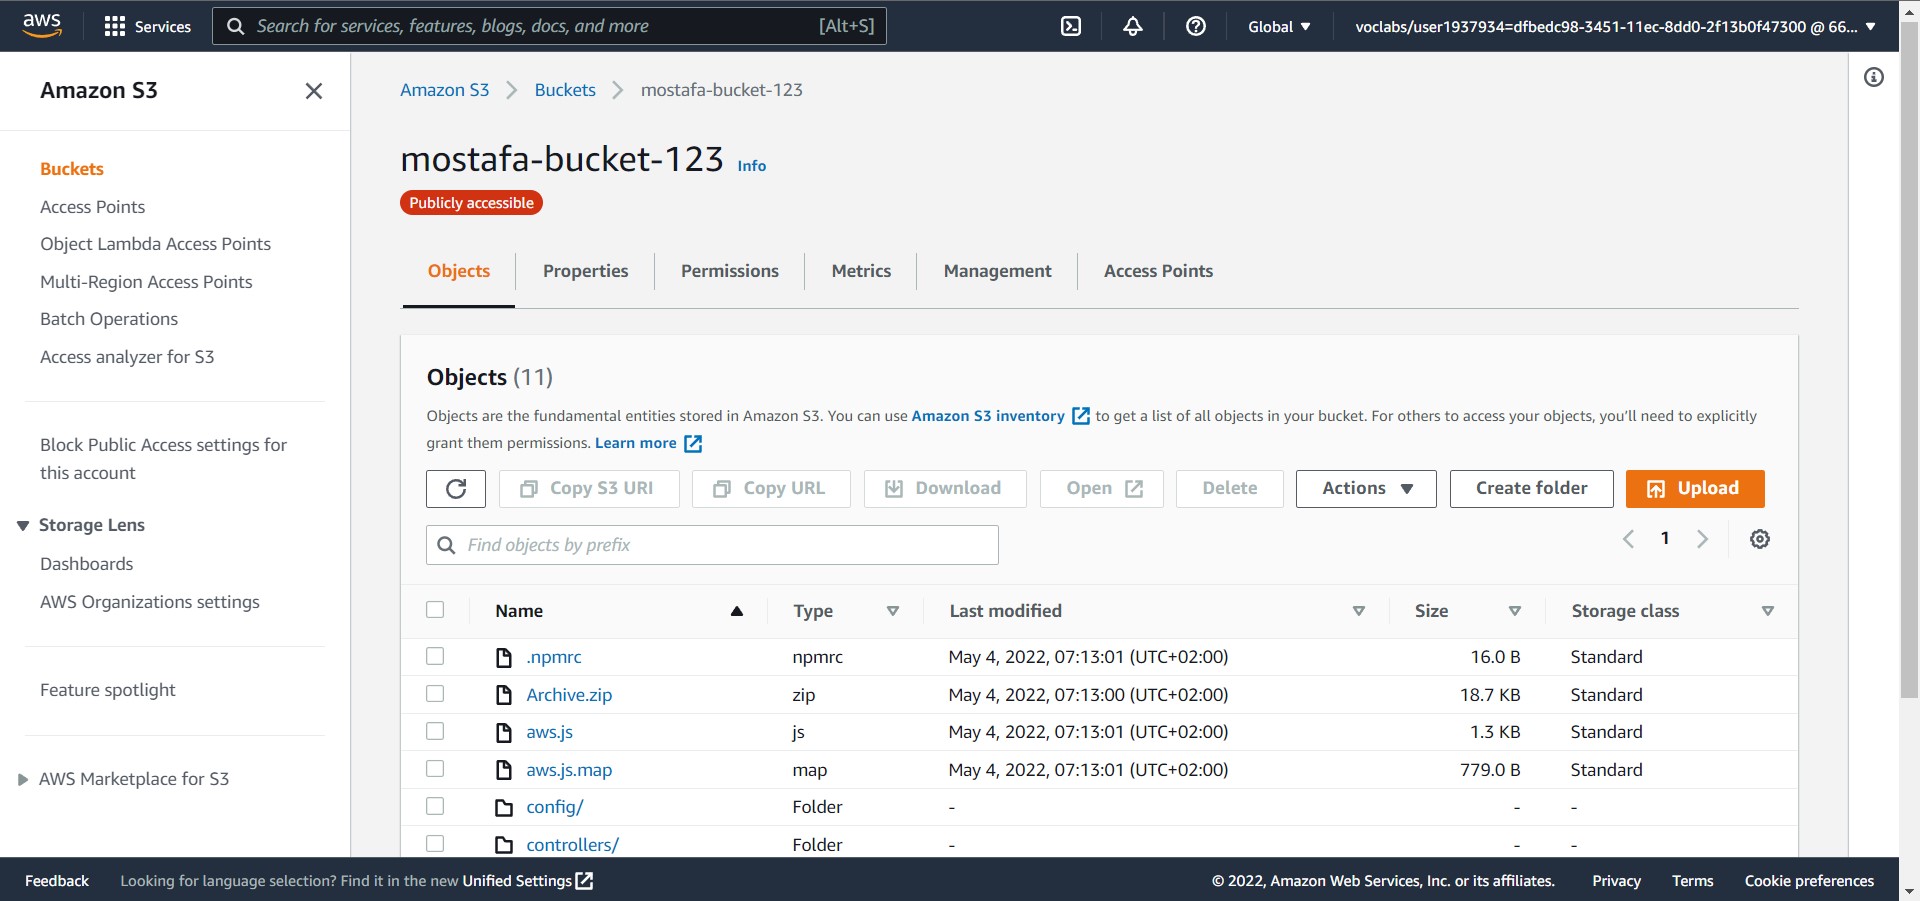 aws Services Search for services, features, blogs, docs, and more [Alt+S] Global voclabs/user1937934=dfbedc98-3451-11ec-8dd0-2f13b0f47300 @ 66...
Amazon S3
Buckets
Access Points
Object Lambda Access Points
Multi-Region Access Points
Batch Operations
Access analyzer for S3
Block Public Access settings for
this account
Storage Lens
Dashboards
AWS Organizations settings
Feature spotlight
AWS Marketplace for S3
Amazon S3 Buckets mostafa-bucket-123
mostafa-bucket-123 Info
Publicly accessible
Objects Properties Permissions Metrics Management Access Points
Objects (11)
Objects are the fundamental entities stored in Amazon S3. You can use Amazon S3 inventory to get a list of all objects in your bucket. For others to access your objects, you'll need to explicitly
grant them permissions. Learn more
Copy S3 URI Copy URL Download Open Delete Actions Create folder Upload
Find objects by prefix 1
Name Type Last modified Size Storage class
.npmrc npmrc May 4, 2022, 07:13:01 (UTC+02:00) 16.0 B Standard
Archive.zip zip May 4, 2022, 07:13:00 (UTC+02:00) 18.7 KB Standard
aws.js js May 4, 2022, 07:13:01 (UTC+02:00) 1.3 KB Standard
aws.js.map map May 4, 2022, 07:13:01 (UTC+02:00) 779.0 B Standard
config/ Folder - - -
controllers/ Folder - - -
Feedback Looking for language selection? Find it in the new Unified Settings © 2022, Amazon Web Services, Inc. or its affiliates. Privacy Terms Cookie preferences